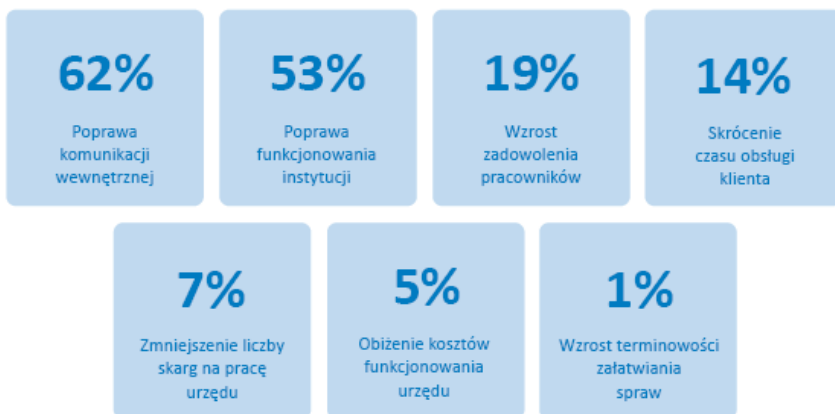 62%
Poprawa
komunikacji
wewnętrznej
53%
Poprawa
funkcjonowania
instytucji
19%
Wzrost
zadowolenia
pracowników
14%
Skrócenie
czasu obsługi
klienta
7%
Zmniejszenie liczby
skarg na pracę
urzędu
5%
Obiżenie kosztów
funkcjonowania
urzędu
1%
Wzrost terminowości
załatwiania
spraw